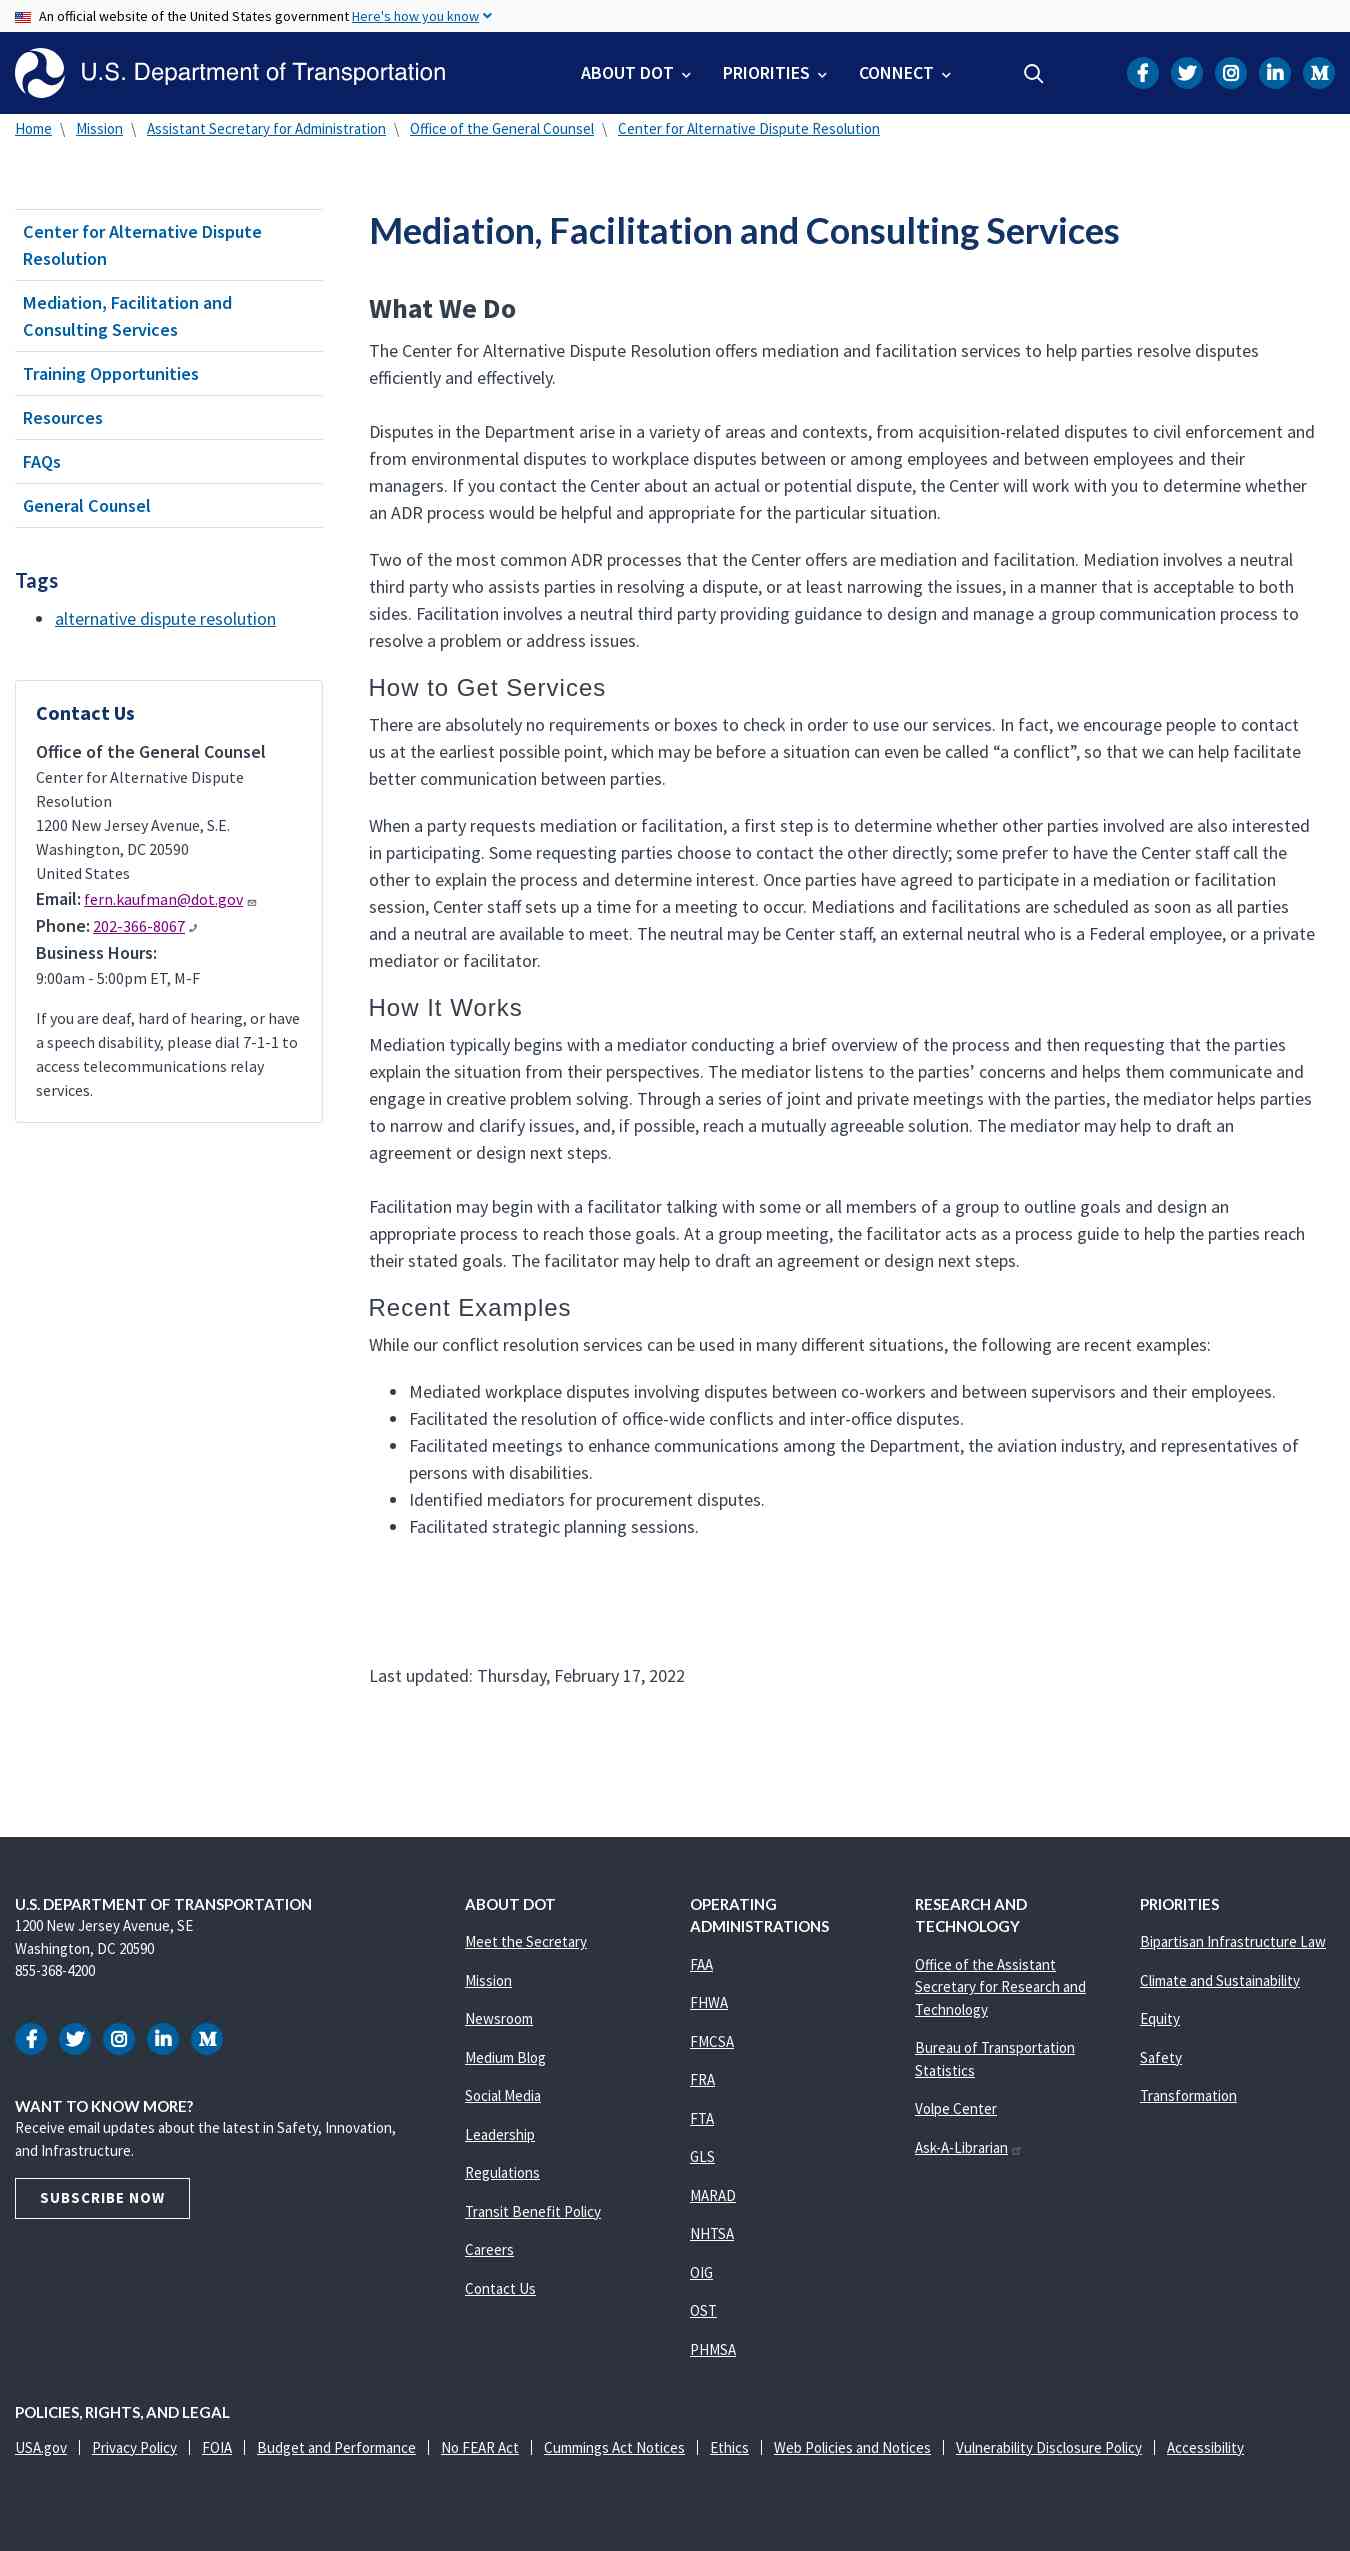 An official website of the United States government Here's how you know
U.S. Department of Transportation
ABOUT DOT PRIORITIES CONNECT
Home \ Mission \ Assistant Secretary for Administration \ Office of the General Counsel \ Center for Alternative Dispute Resolution
Center for Alternative Dispute
Resolution
Mediation, Facilitation and
Consulting Services
Training Opportunities
Resources
FAQs
General Counsel
Tags
alternative dispute resolution
Contact Us
Office of the General Counsel
Center for Alternative Dispute
Resolution
1200 New Jersey Avenue, S.E.
Washington, DC 20590
United States
Email: fern.kaufman@dot.gov
Phone: 202-366-8067
Business Hours:
9:00am - 5:00pm ET, M-F
If you are deaf, hard of hearing, or have
a speech disability, please dial 7-1-1 to
access telecommunications relay
services.
Mediation, Facilitation and Consulting Services
What We Do
The Center for Alternative Dispute Resolution offers mediation and facilitation services to help parties resolve disputes
efficiently and effectively.
Disputes in the Department arise in a variety of areas and contexts, from acquisition-related disputes to civil enforcement and
from environmental disputes to workplace disputes between or among employees and between employees and their
managers. If you contact the Center about an actual or potential dispute, the Center will work with you to determine whether
an ADR process would be helpful and appropriate for the particular situation.
Two of the most common ADR processes that the Center offers are mediation and facilitation. Mediation involves a neutral
third party who assists parties in resolving a dispute, or at least narrowing the issues, in a manner that is acceptable to both
sides. Facilitation involves a neutral third party providing guidance to design and manage a group communication process to
resolve a problem or address issues.
How to Get Services
There are absolutely no requirements or boxes to check in order to use our services. In fact, we encourage people to contact
us at the earliest possible point, which may be before a situation can even be called “a conflict”, so that we can help facilitate
better communication between parties.
When a party requests mediation or facilitation, a first step is to determine whether other parties involved are also interested
in participating. Some requesting parties choose to contact the other directly; some prefer to have the Center staff call the
other to explain the process and determine interest. Once parties have agreed to participate in a mediation or facilitation
session, Center staff sets up a time for a meeting to occur. Mediations and facilitations are scheduled as soon as all parties
and a neutral are available to meet. The neutral may be Center staff, an external neutral who is a Federal employee, or a private
mediator or facilitator.
How It Works
Mediation typically begins with a mediator conducting a brief overview of the process and then requesting that the parties
explain the situation from their perspectives. The mediator listens to the parties’ concerns and helps them communicate and
engage in creative problem solving. Through a series of joint and private meetings with the parties, the mediator helps parties
to narrow and clarify issues, and, if possible, reach a mutually agreeable solution. The mediator may help to draft an
agreement or design next steps.
Facilitation may begin with a facilitator talking with some or all members of a group to outline goals and design an
appropriate process to reach those goals. At a group meeting, the facilitator acts as a process guide to help the parties reach
their stated goals. The facilitator may help to draft an agreement or design next steps.
Recent Examples
While our conflict resolution services can be used in many different situations, the following are recent examples:
Mediated workplace disputes involving disputes between co-workers and between supervisors and their employees.
Facilitated the resolution of office-wide conflicts and inter-office disputes.
Facilitated meetings to enhance communications among the Department, the aviation industry, and representatives of
persons with disabilities.
Identified mediators for procurement disputes.
Facilitated strategic planning sessions.
Last updated: Thursday, February 17, 2022
U.S. DEPARTMENT OF TRANSPORTATION
1200 New Jersey Avenue, SE
Washington, DC 20590
855-368-4200
WANT TO KNOW MORE?
Receive email updates about the latest in Safety, Innovation,
and Infrastructure.
SUBSCRIBE NOW
ABOUT DOT
Meet the Secretary
Mission
Newsroom
Medium Blog
Social Media
Leadership
Regulations
Transit Benefit Policy
Careers
Contact Us
OPERATING
ADMINISTRATIONS
FAA
FHWA
FMCSA
FRA
FTA
GLS
MARAD
NHTSA
OIG
OST
PHMSA
RESEARCH AND
TECHNOLOGY
Office of the Assistant
Secretary for Research and
Technology
Bureau of Transportation
Statistics
Volpe Center
Ask-A-Librarian
PRIORITIES
Bipartisan Infrastructure Law
Climate and Sustainability
Equity
Safety
Transformation
POLICIES, RIGHTS, AND LEGAL
USA.gov | Privacy Policy | FOIA | Budget and Performance | No FEAR Act | Cummings Act Notices | Ethics | Web Policies and Notices | Vulnerability Disclosure Policy | Accessibility